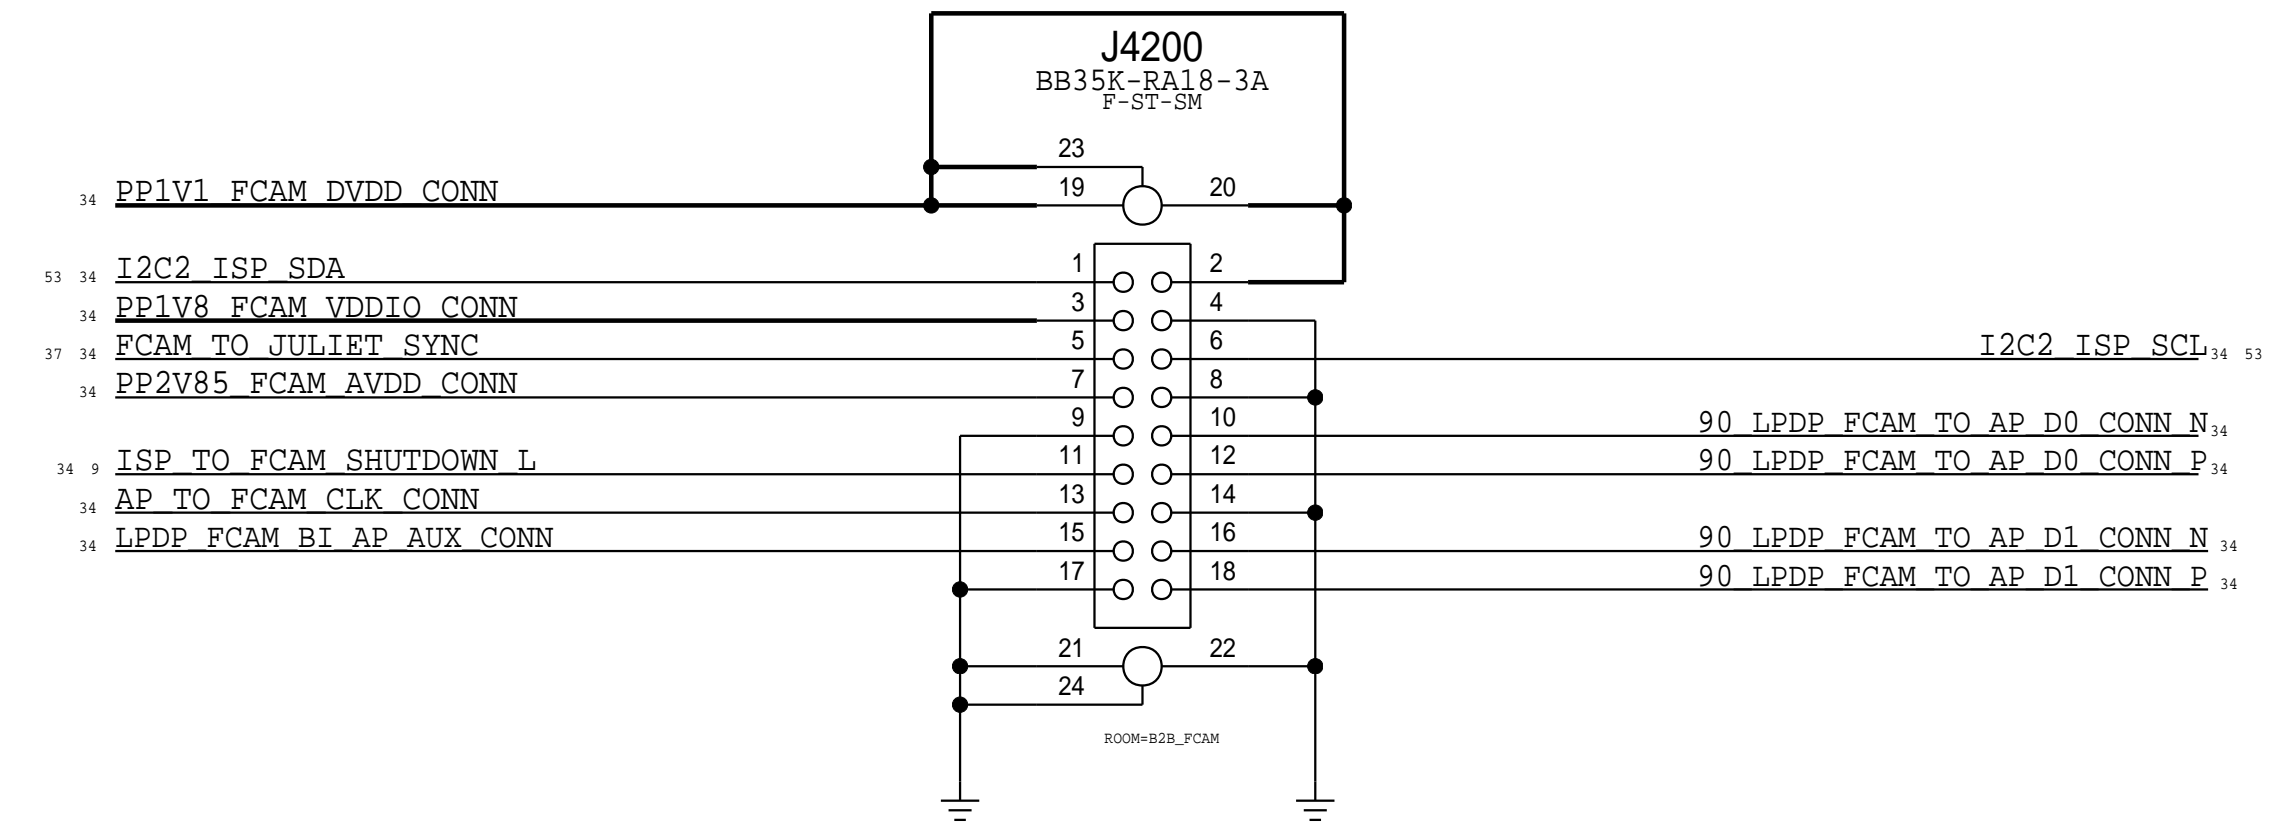 J4200
BB35K-RA18-3A
F-ST-SM
23
34 PP1V1_FCAM_DVDD_CONN 19 20
53 34 I2C2_ISP_SDA 1 2
34 PP1V8_FCAM_VDDIO_CONN 3 4
37 34 FCAM_TO_JULIET_SYNC 5 6 I2C2_ISP_SCL 34 53
34 PP2V85_FCAM_AVDD_CONN 7 8
9 10 90_LPDP_FCAM_TO_AP_D0_CONN_N 34
34 9 ISP_TO_FCAM_SHUTDOWN_L 11 12 90_LPDP_FCAM_TO_AP_D0_CONN_P 34
34 AP_TO_FCAM_CLK_CONN 13 14
34 LPDP_FCAM_BI_AP_AUX_CONN 15 16 90_LPDP_FCAM_TO_AP_D1_CONN_N 34
17 18 90_LPDP_FCAM_TO_AP_D1_CONN_P 34
21 22
24
ROOM=B2B_FCAM